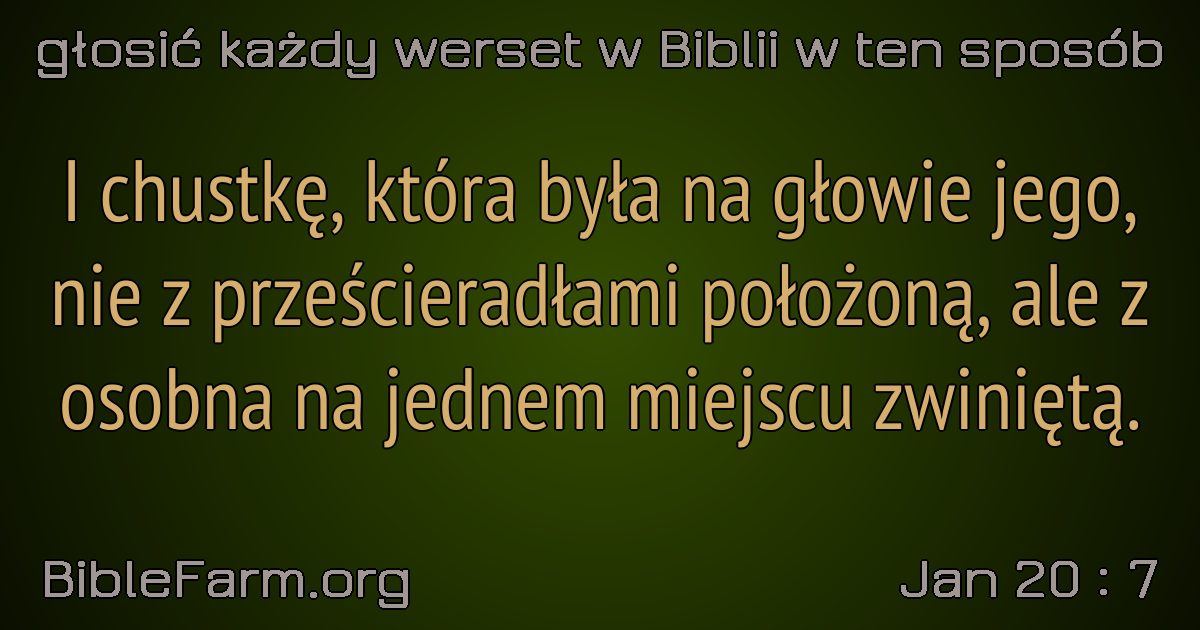 głosić każdy werset w Biblii w ten sposób
I chustkę, która była na głowie jego,
nie z prześcieradłami położoną, ale z
osobna na jednem miejscu zwiniętą.
BibleFarm.org
Jan 20 : 7